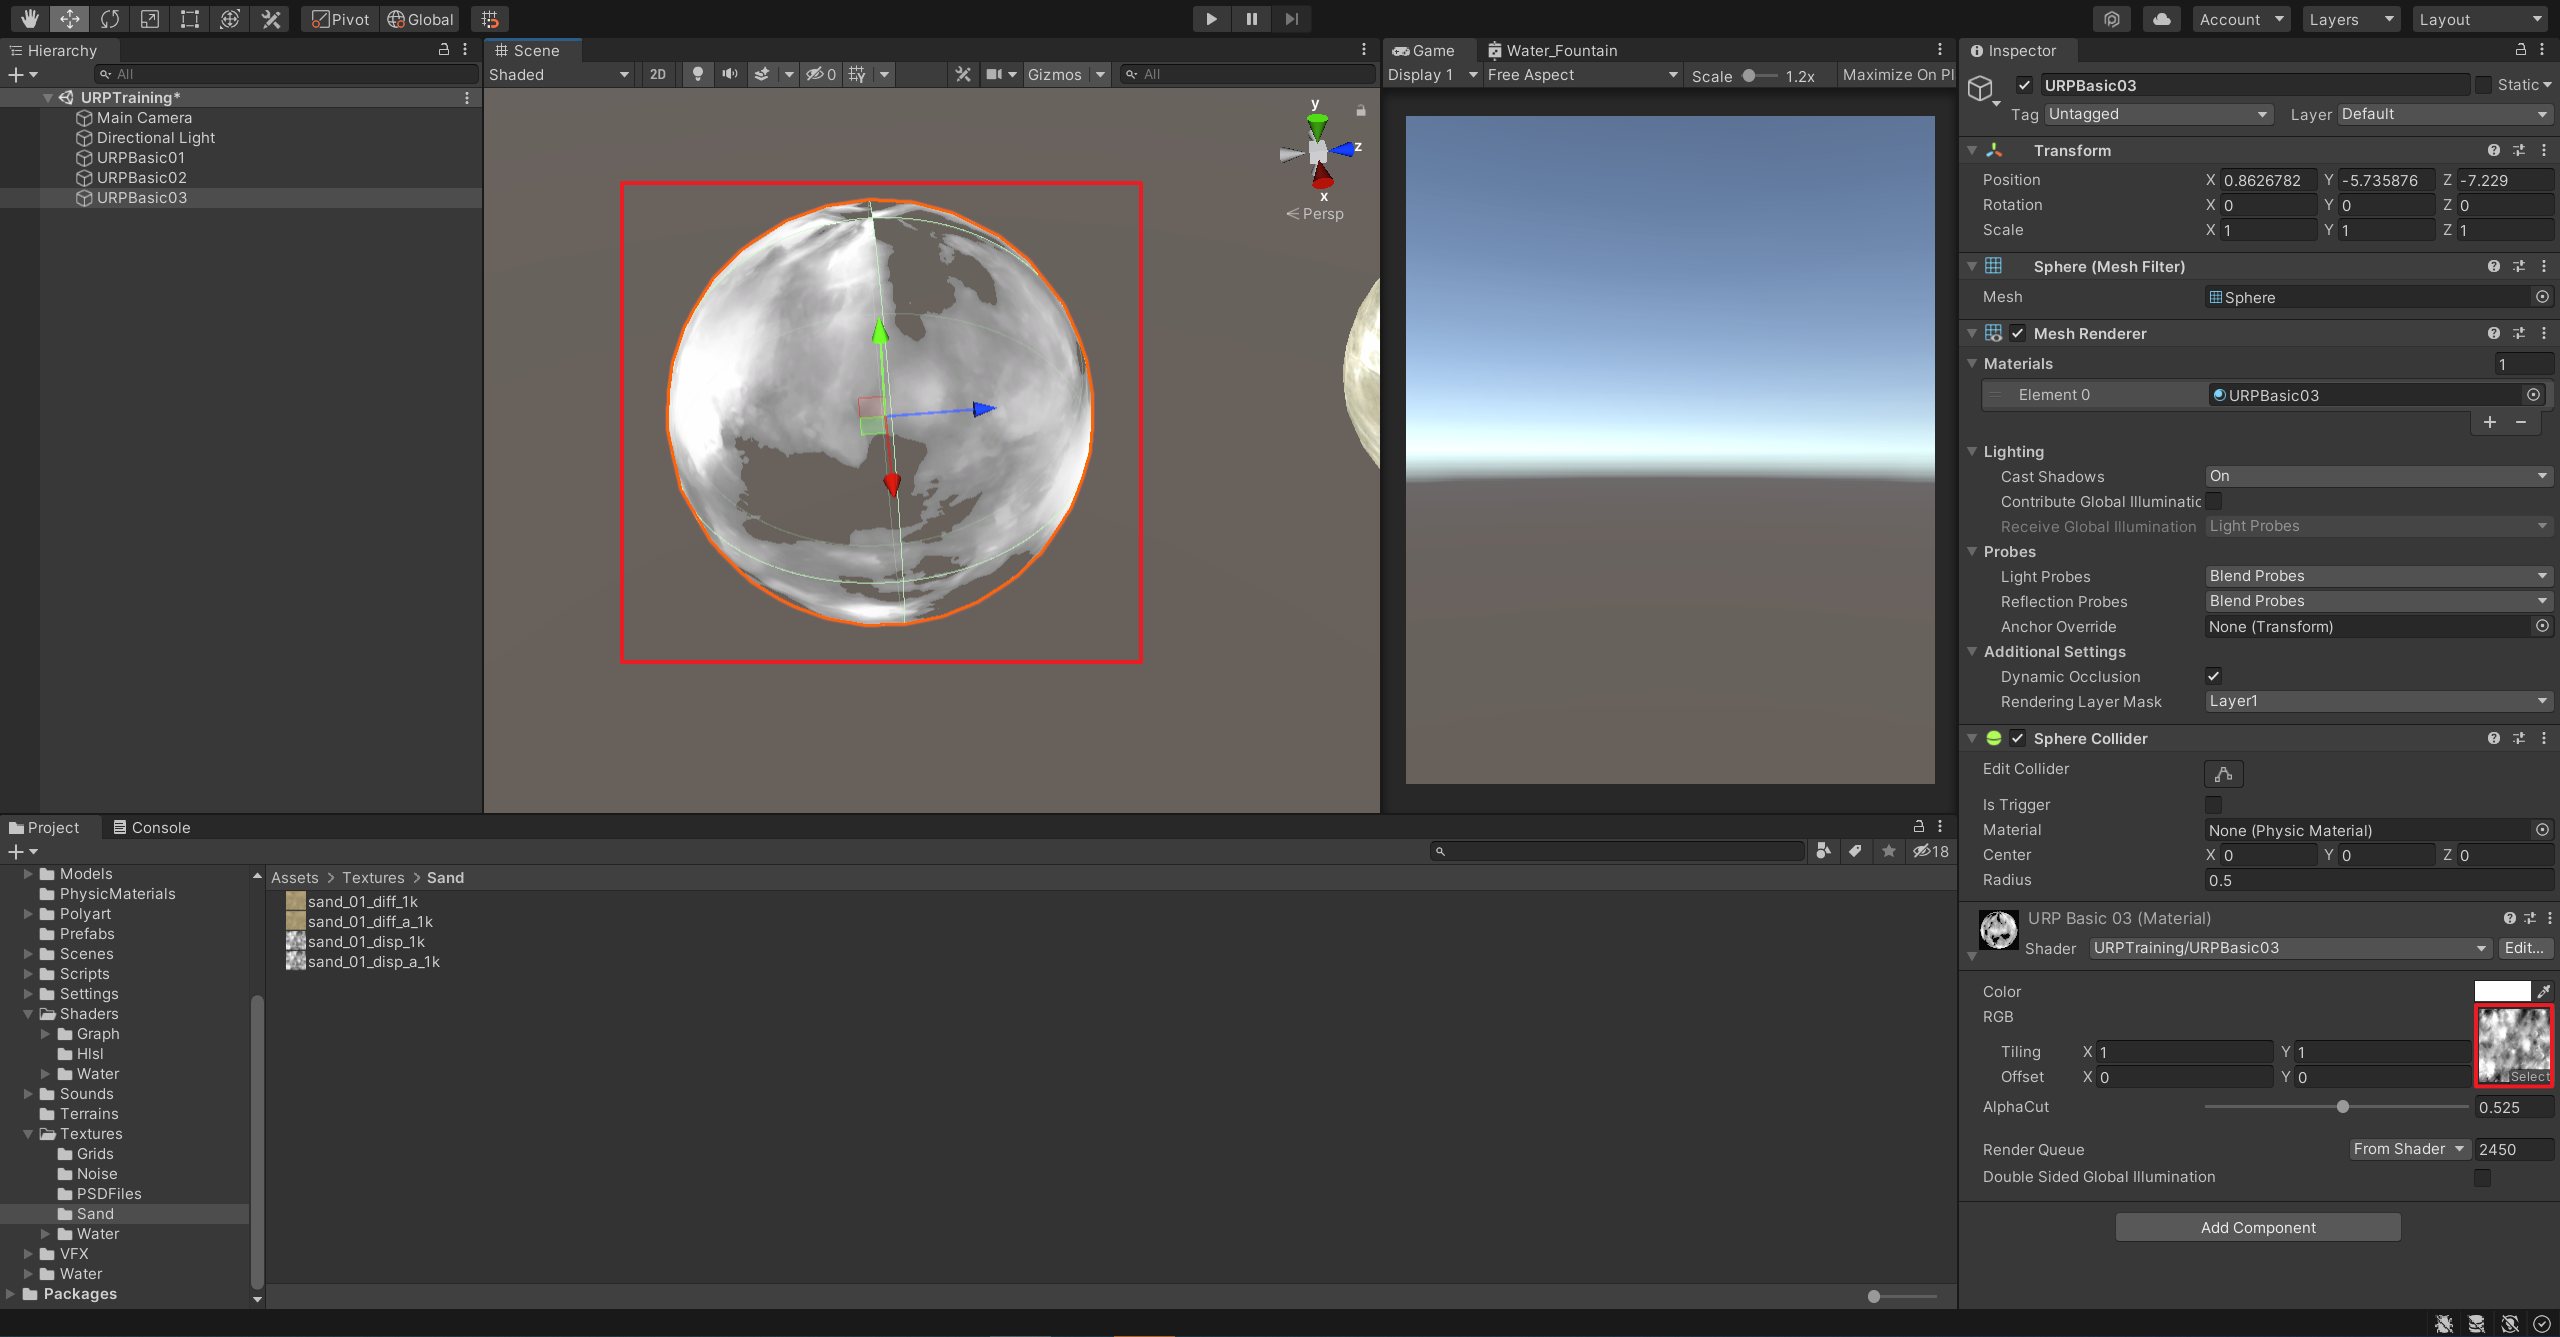 Pivot Global Account Layers Layout
Hierarchy
All
URPTraining*
Main Camera
Directional Light
URPBasic01
URPBasic02
URPBasic03
Scene
Shaded 2D 0 Gizmos All
y
z
x
Persp
Game Water_Fountain
Display 1 Free Aspect Scale 1.2x Maximize On Pl
Inspector
URPBasic03 Static
Tag Untagged Layer Default
Transform
Position X 0.8626782 Y -5.735876 Z -7.229
Rotation X 0 Y 0 Z 0
Scale X 1 Y 1 Z 1
Sphere (Mesh Filter)
Mesh Sphere
Mesh Renderer
Materials 1
Element 0 URPBasic03
Lighting
Cast Shadows On
Contribute Global Illuminatic
Receive Global Illumination Light Probes
Probes
Light Probes Blend Probes
Reflection Probes Blend Probes
Anchor Override None (Transform)
Additional Settings
Dynamic Occlusion
Rendering Layer Mask Layer1
Sphere Collider
Edit Collider
Is Trigger
Material None (Physic Material)
Center X 0 Y 0 Z 0
Radius 0.5
URP Basic 03 (Material)
Shader URPTraining/URPBasic03 Edit...
Color
RGB
Tiling X 1 Y 1
Offset X 0 Y 0
Select
AlphaCut 0.525
Render Queue From Shader 2450
Double Sided Global Illumination
Add Component
Project Console
18
Models
PhysicMaterials
Polyart
Prefabs
Scenes
Scripts
Settings
Shaders
Graph
Hlsl
Water
Sounds
Terrains
Textures
Grids
Noise
PSDFiles
Sand
Water
VFX
Water
Packages
Assets > Textures > Sand
sand_01_diff_1k
sand_01_diff_a_1k
sand_01_disp_1k
sand_01_disp_a_1k